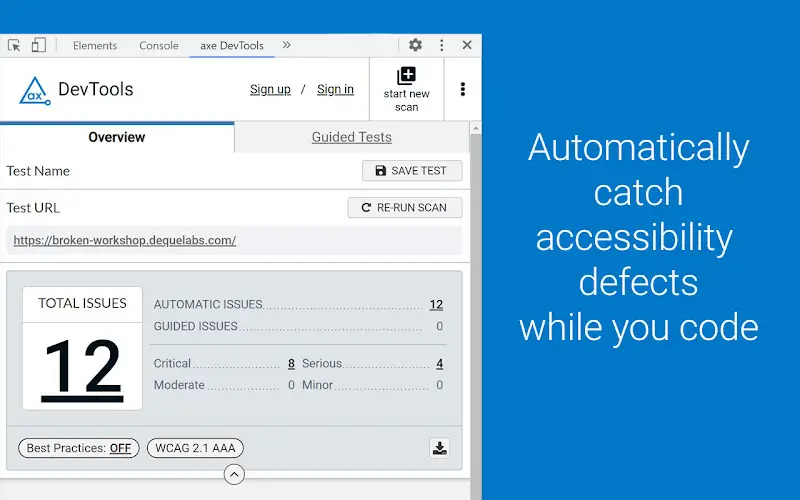 Elements Console axe DevTools »
ax DevTools
Sign up / Sign in
start new
scan
Overview
Guided Tests
Test Name
SAVE TEST
Test URL
RE-RUN SCAN
https://broken-workshop.dequelabs.com/
TOTAL ISSUES
12
AUTOMATIC ISSUES 12
GUIDED ISSUES 0
Critical 8 Serious 4
Moderate 0 Minor 0
Best Practices: OFF
WCAG 2.1 AAA
Automatically
catch
accessibility
defects
while you code